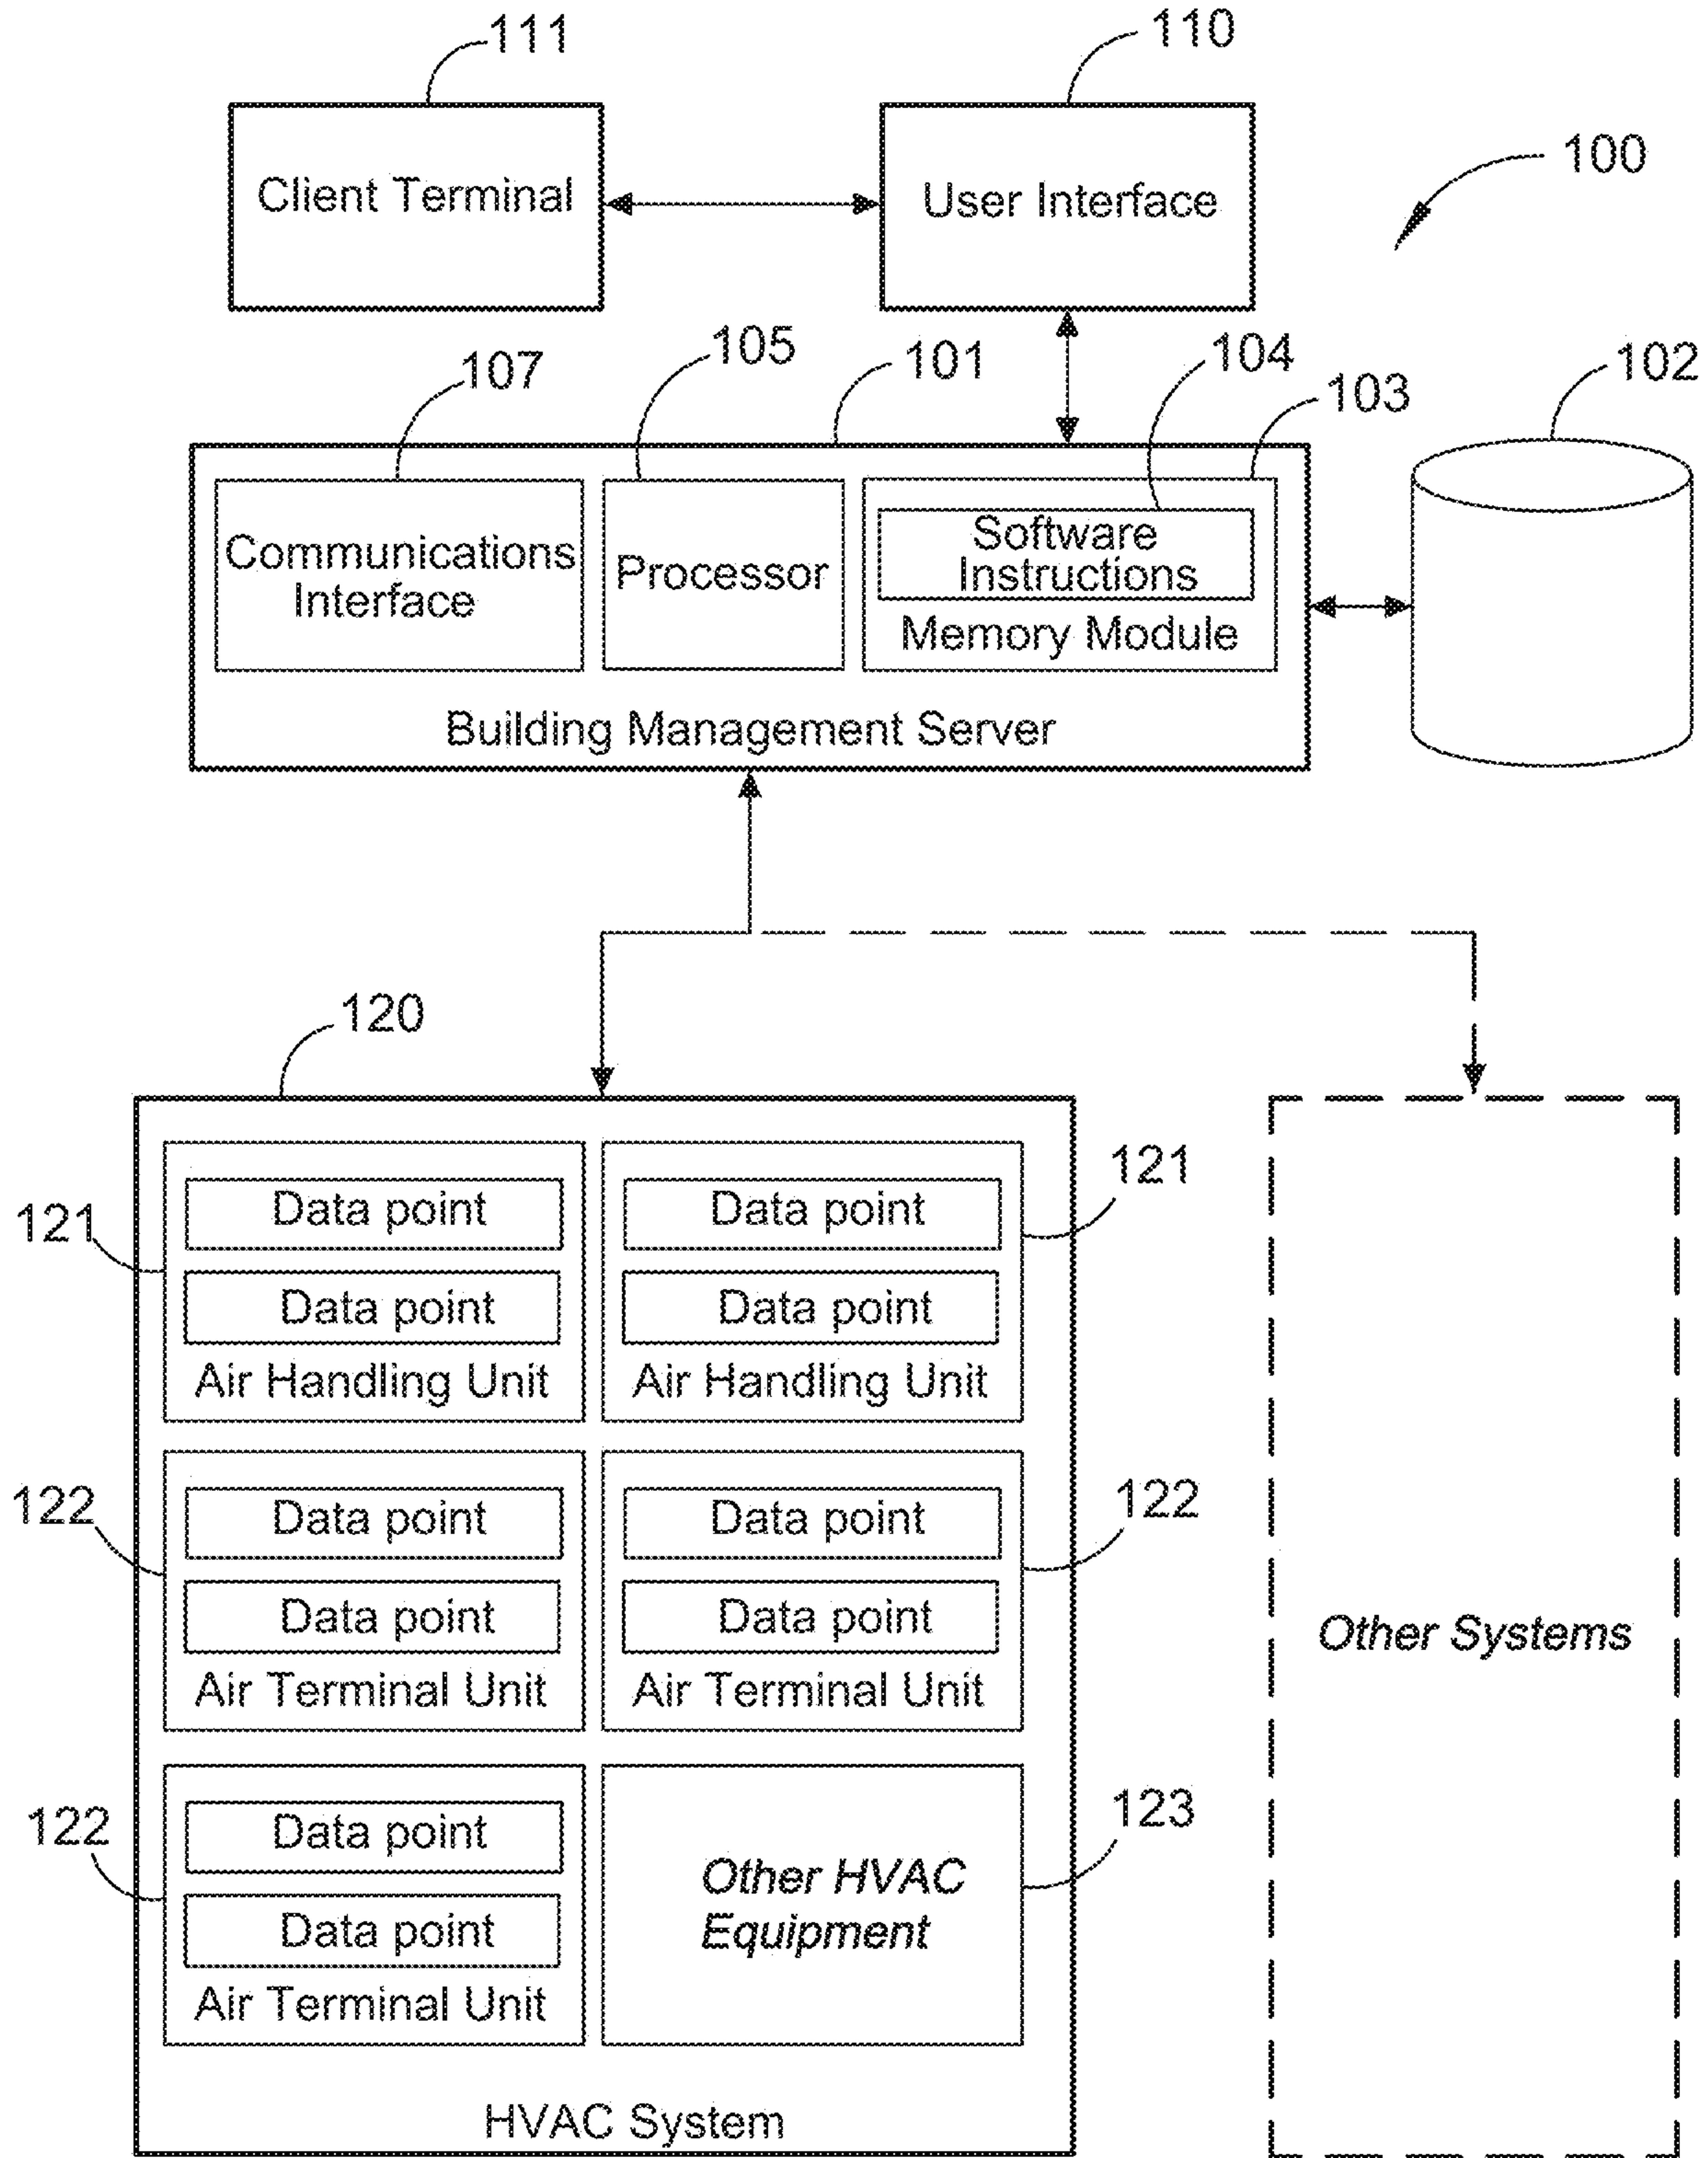 111
110
100
Client Terminal
User Interface
107
105
101
104
103
102
Communications
Interface
Processor
Software
Instructions
Memory Module
Building Management Server
120
121
Data point
Data point
Air Handling Unit
Data point
Data point
Air Handling Unit
121
122
Data point
Data point
Air Terminal Unit
Data point
Data point
Air Terminal Unit
122
122
Data point
Data point
Air Terminal Unit
Other HVAC
Equipment
123
HVAC System
Other Systems